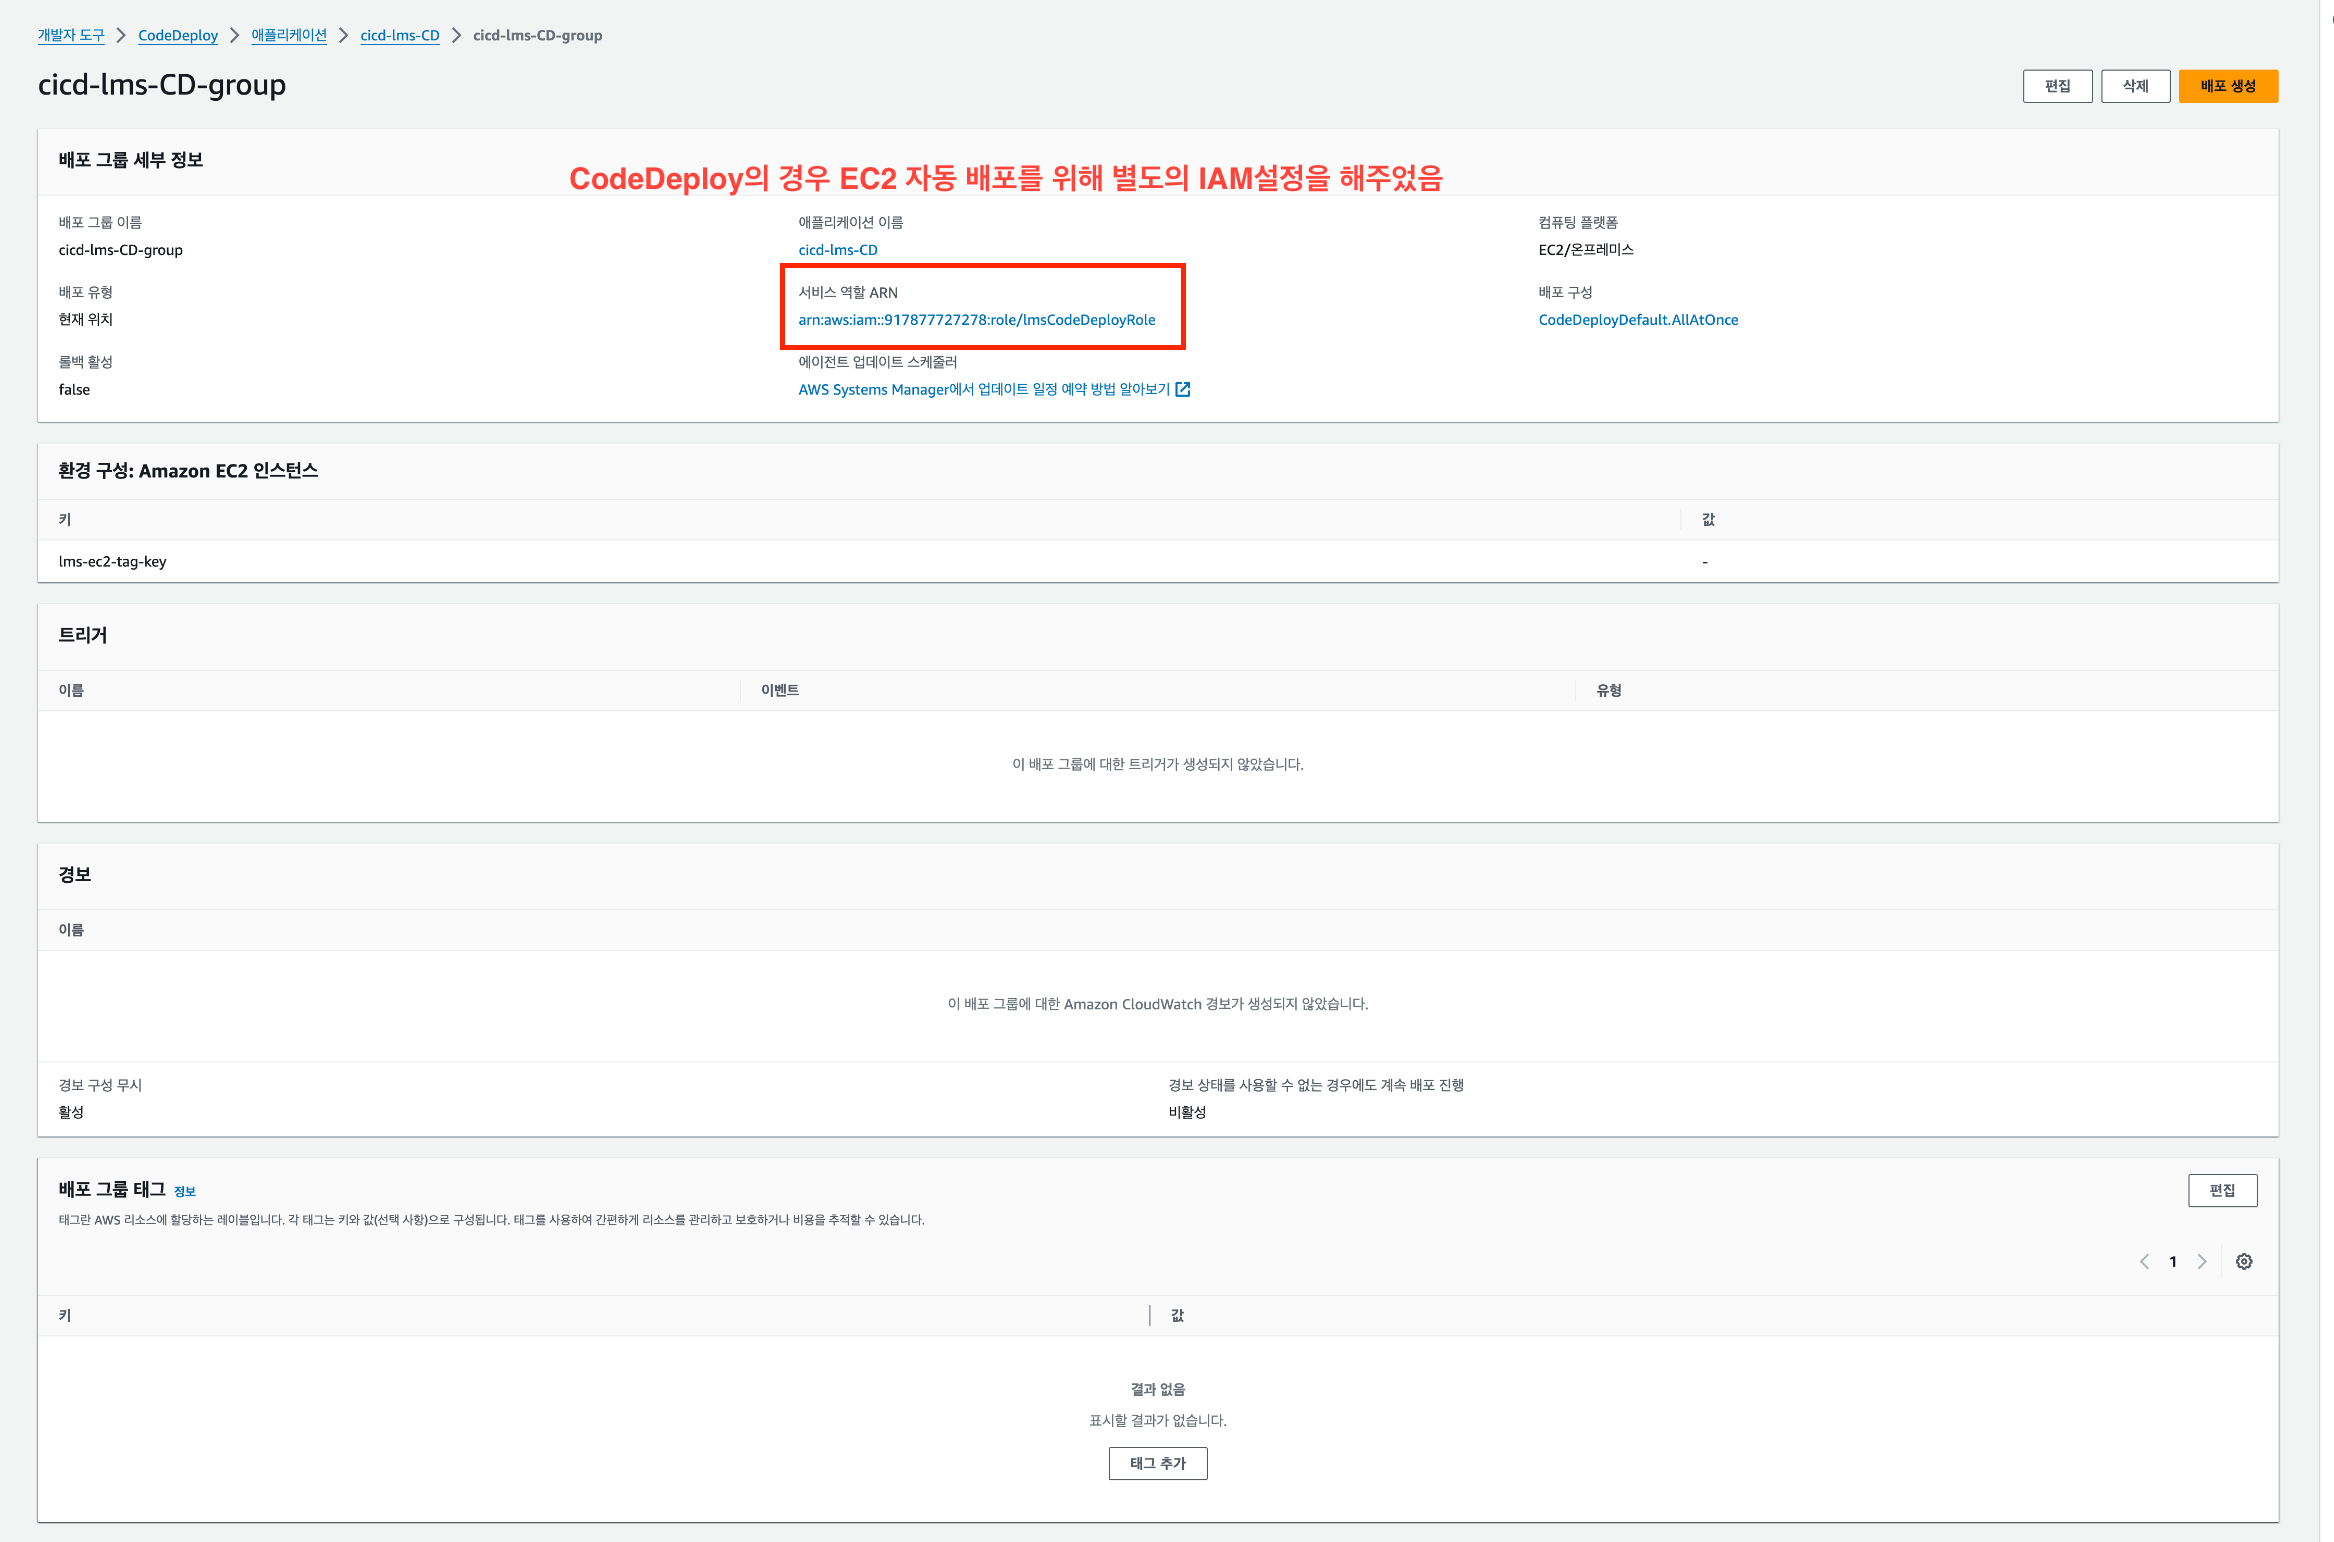 개발자 도구 > CodeDeploy > 애플리케이션 > cicd-lms-CD > cicd-lms-CD-group
cicd-lms-CD-group
편집 삭제 배포 생성
배포 그룹 세부 정보
CodeDeploy의 경우 EC2 자동 배포를 위해 별도의 IAM설정을 해주었음
배포 그룹 이름 애플리케이션 이름 컴퓨팅 플랫폼
cicd-lms-CD-group cicd-lms-CD EC2/온프레미스
배포 유형 서비스 역할 ARN 배포 구성
현재 위치 arn:aws:iam::917877727278:role/lmsCodeDeployRole CodeDeployDefault.AllAtOnce
롤백 활성 에이전트 업데이트 스케줄러
false AWS Systems Manager에서 업데이트 일정 예약 방법 알아보기
환경 구성: Amazon EC2 인스턴스
키 값
lms-ec2-tag-key -
트리거
이름 이벤트 유형
이 배포 그룹에 대한 트리거가 생성되지 않았습니다.
경보
이름
이 배포 그룹에 대한 Amazon CloudWatch 경보가 생성되지 않았습니다.
경보 구성 무시 경보 상태를 사용할 수 없는 경우에도 계속 배포 진행
활성 비활성
배포 그룹 태그 정보
편집
태그란 AWS 리소스에 할당하는 레이블입니다. 각 태그는 키와 값(선택 사항)으로 구성됩니다. 태그를 사용하여 간편하게 리소스를 관리하고 보호하거나 비용을 추적할 수 있습니다.
< 1 >
키 값
결과 없음
표시할 결과가 없습니다.
태그 추가